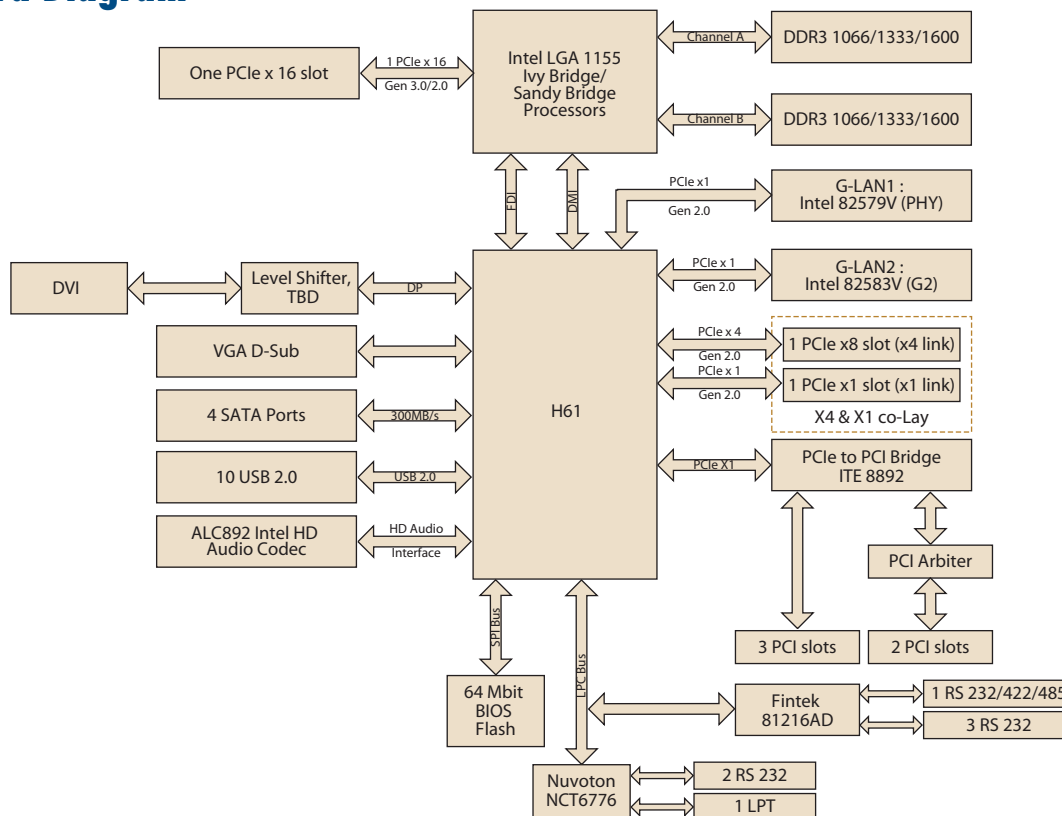 Diagram
One PCIe x 16 slot
1 PCIe x 16
Gen 3.0/2.0
Intel LGA 1155
Ivy Bridge/
Sandy Bridge
Processors
Channel A
DDR3 1066/1333/1600
Channel B
DDR3 1066/1333/1600
FDI
DMI
PCIe x1
Gen 2.0
G-LAN1 :
Intel 82579V (PHY)
PCIe x 1
Gen 2.0
G-LAN2 :
Intel 82583V (G2)
DVI
Level Shifter,
TBD
DP
VGA D-Sub
4 SATA Ports
300MB/s
10 USB 2.0
USB 2.0
ALC892 Intel HD
Audio Codec
HD Audio
Interface
H61
PCIe x 4
Gen 2.0
1 PCIe x8 slot (x4 link)
PCIe x 1
Gen 2.0
1 PCIe x1 slot (x1 link)
X4 & X1 co-Lay
PCIe X1
PCIe to PCI Bridge
ITE 8892
PCI Arbiter
3 PCI slots
2 PCI slots
SPI Bus
LPC Bus
64 Mbit
BIOS
Flash
Fintek
81216AD
1 RS 232/422/485
3 RS 232
Nuvoton
NCT6776
2 RS 232
1 LPT